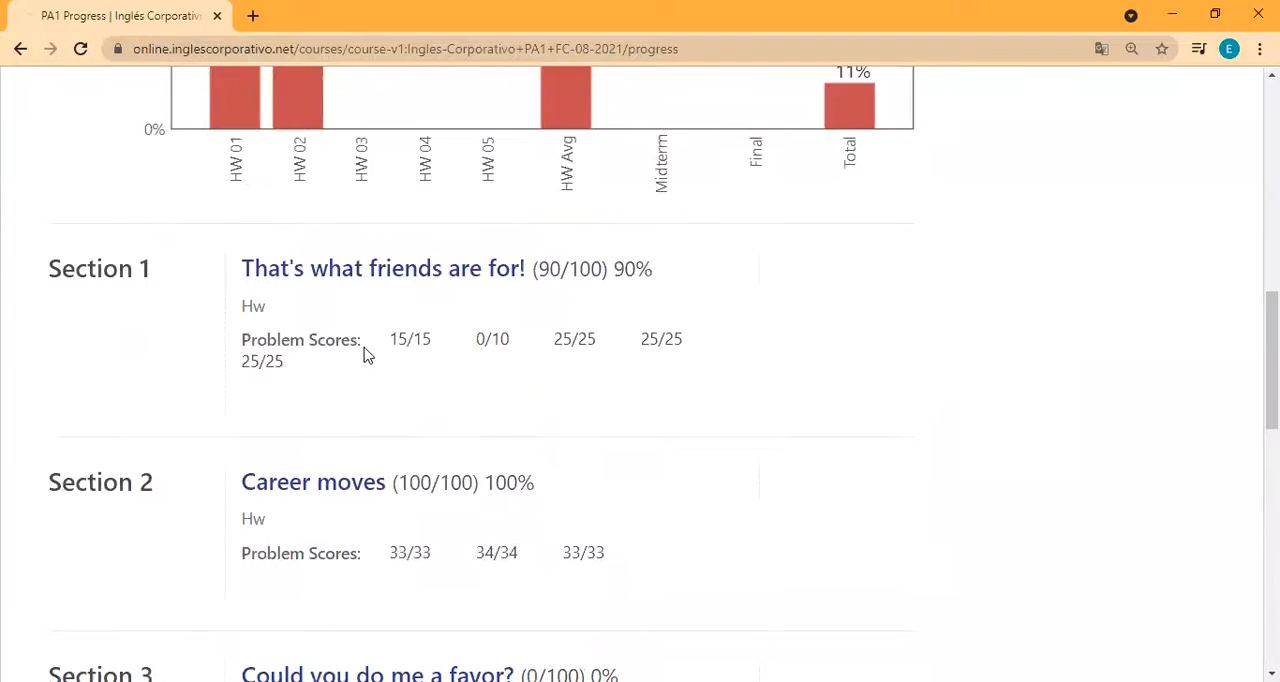 PA1 Progress | Inglés Corporativ
online.inglescorporativo.net/courses/course-v1:Ingles-Corporativo+PA1+FC-08-2021/progress
E
11%
0%
HW 01
HW 02
HW 03
HW 04
HW 05
HW Avg
Midterm
Final
Total
Section 1
That's what friends are for! (90/100) 90%
Hw
Problem Scores: 15/15 0/10 25/25 25/25
25/25
Section 2
Career moves (100/100) 100%
Hw
Problem Scores: 33/33 34/34 33/33
Section 3
Could you do me a favor? (0/100) 0%